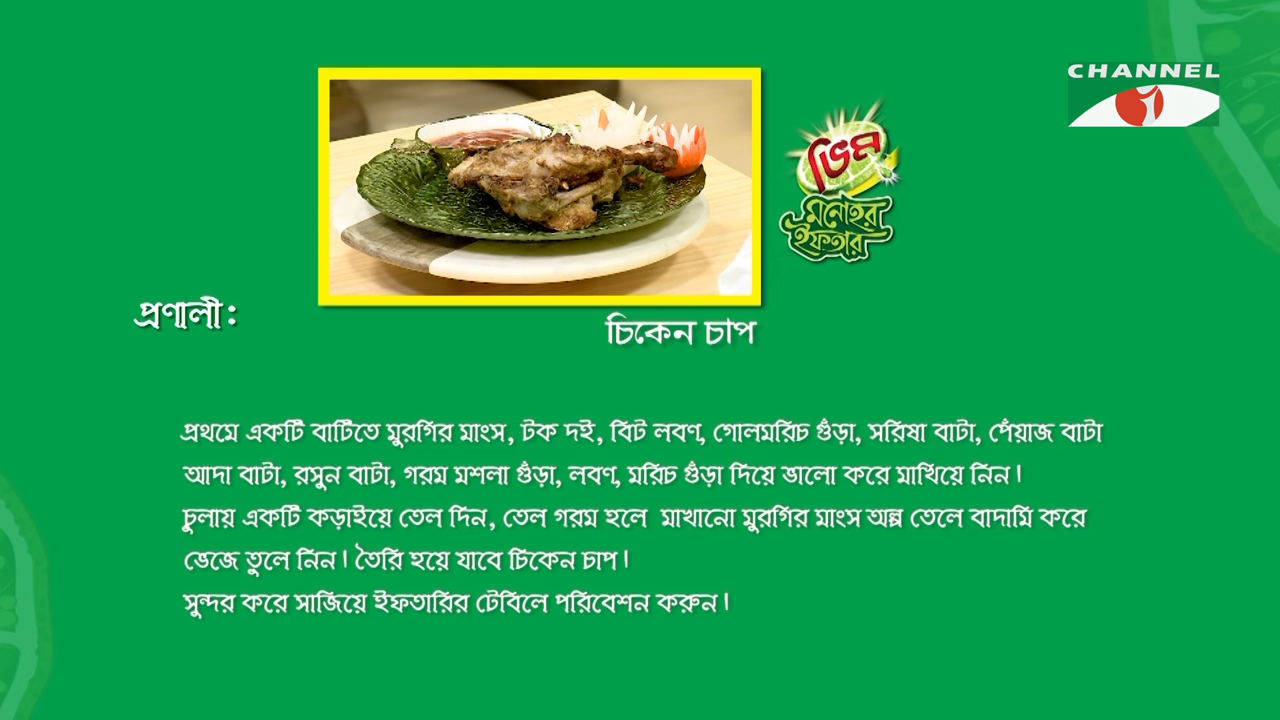 CHANNEL
i
ভিম
মনোহর
ইফতার
প্রণালী:
চিকেন চাপ
প্রথমে একটি বাটিতে মুরগির মাংস, টক দই, বিট লবণ, গোলমরিচ গুঁড়া, সরিষা বাটা, পেঁয়াজ বাটা
আদা বাটা, রসুন বাটা, গরম মশলা গুঁড়া, লবণ, মরিচ গুঁড়া দিয়ে ভালো করে মাখিয়ে নিন।
চুলায় একটি কড়াইয়ে তেল দিন, তেল গরম হলে মাখানো মুরগির মাংস অল্প তেলে বাদামি করে
ভেজে তুলে নিন। তৈরি হয়ে যাবে চিকেন চাপ।
সুন্দর করে সাজিয়ে ইফতারির টেবিলে পরিবেশন করুন।